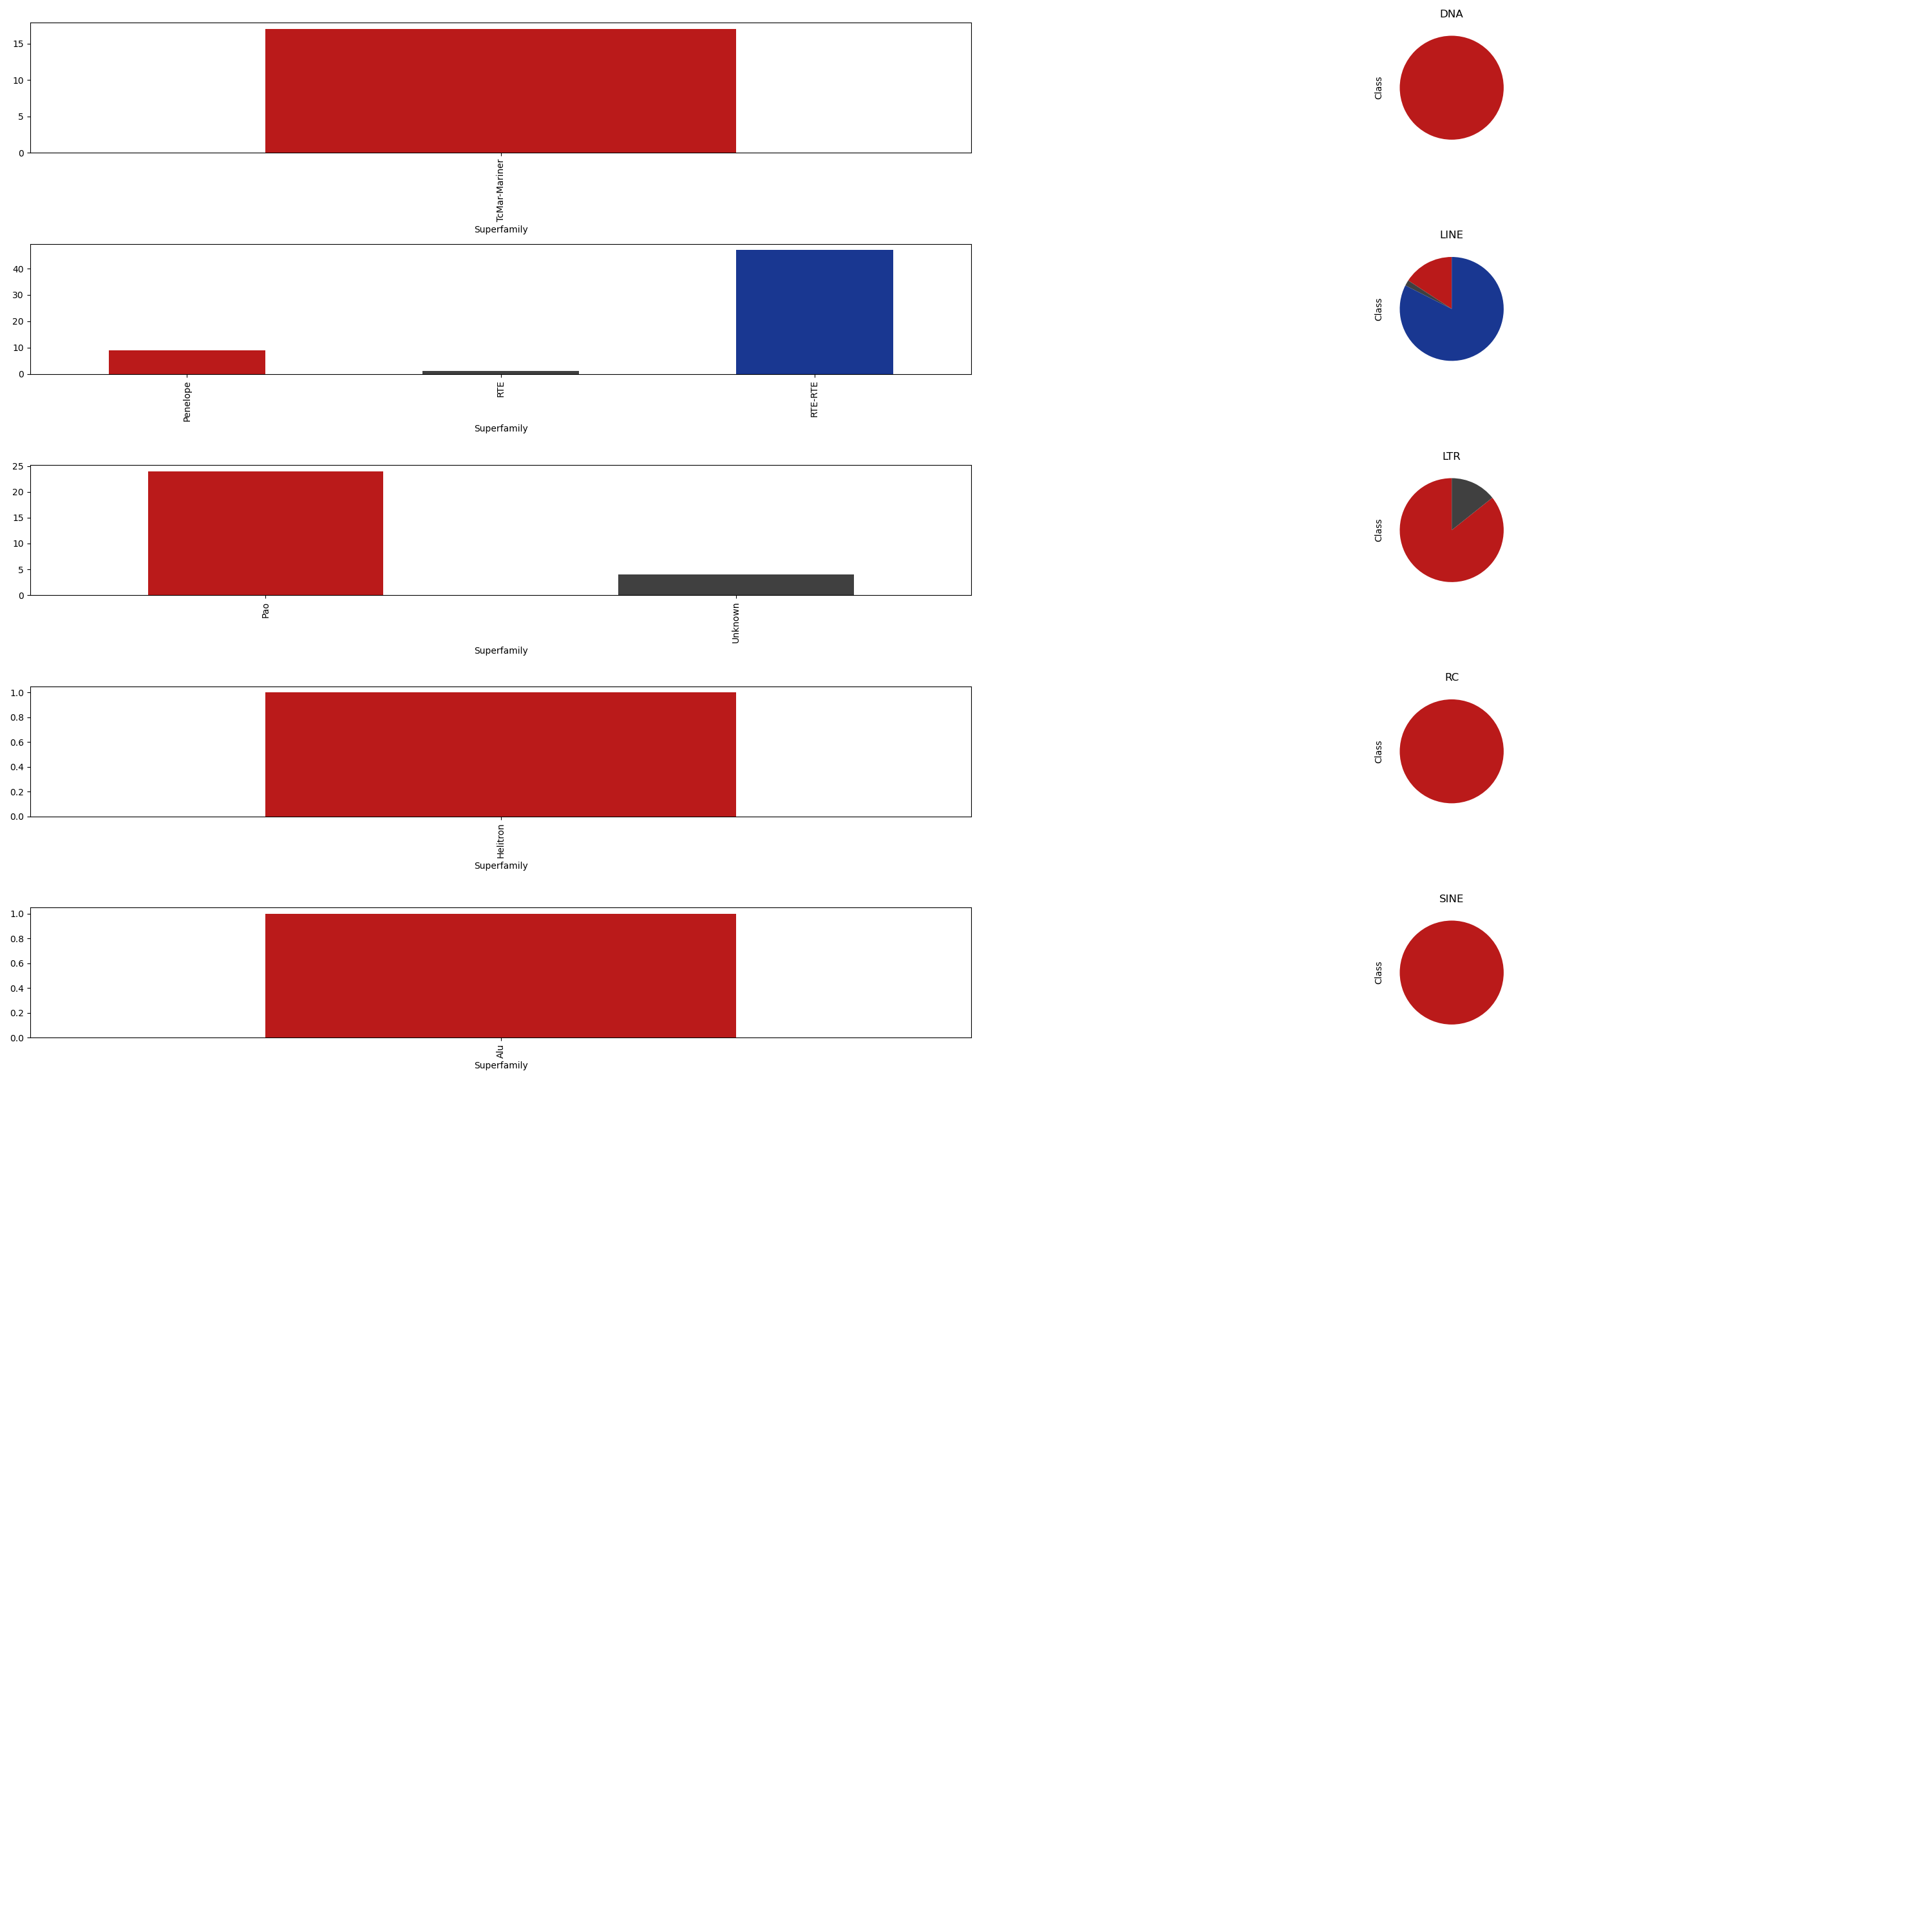 DNA
15
10
5
0
Class
TcMar-Mariner
Superfamily
LINE
40
30
20
10
0
Class
Penelope
RTE
RTE-RTE
Superfamily
LTR
25
20
15
10
5
0
Class
Pao
Unknown
Superfamily
RC
1.0
0.8
0.6
0.4
0.2
0.0
Class
Helitron
Superfamily
SINE
1.0
0.8
0.6
0.4
0.2
0.0
Class
Alu
Superfamily